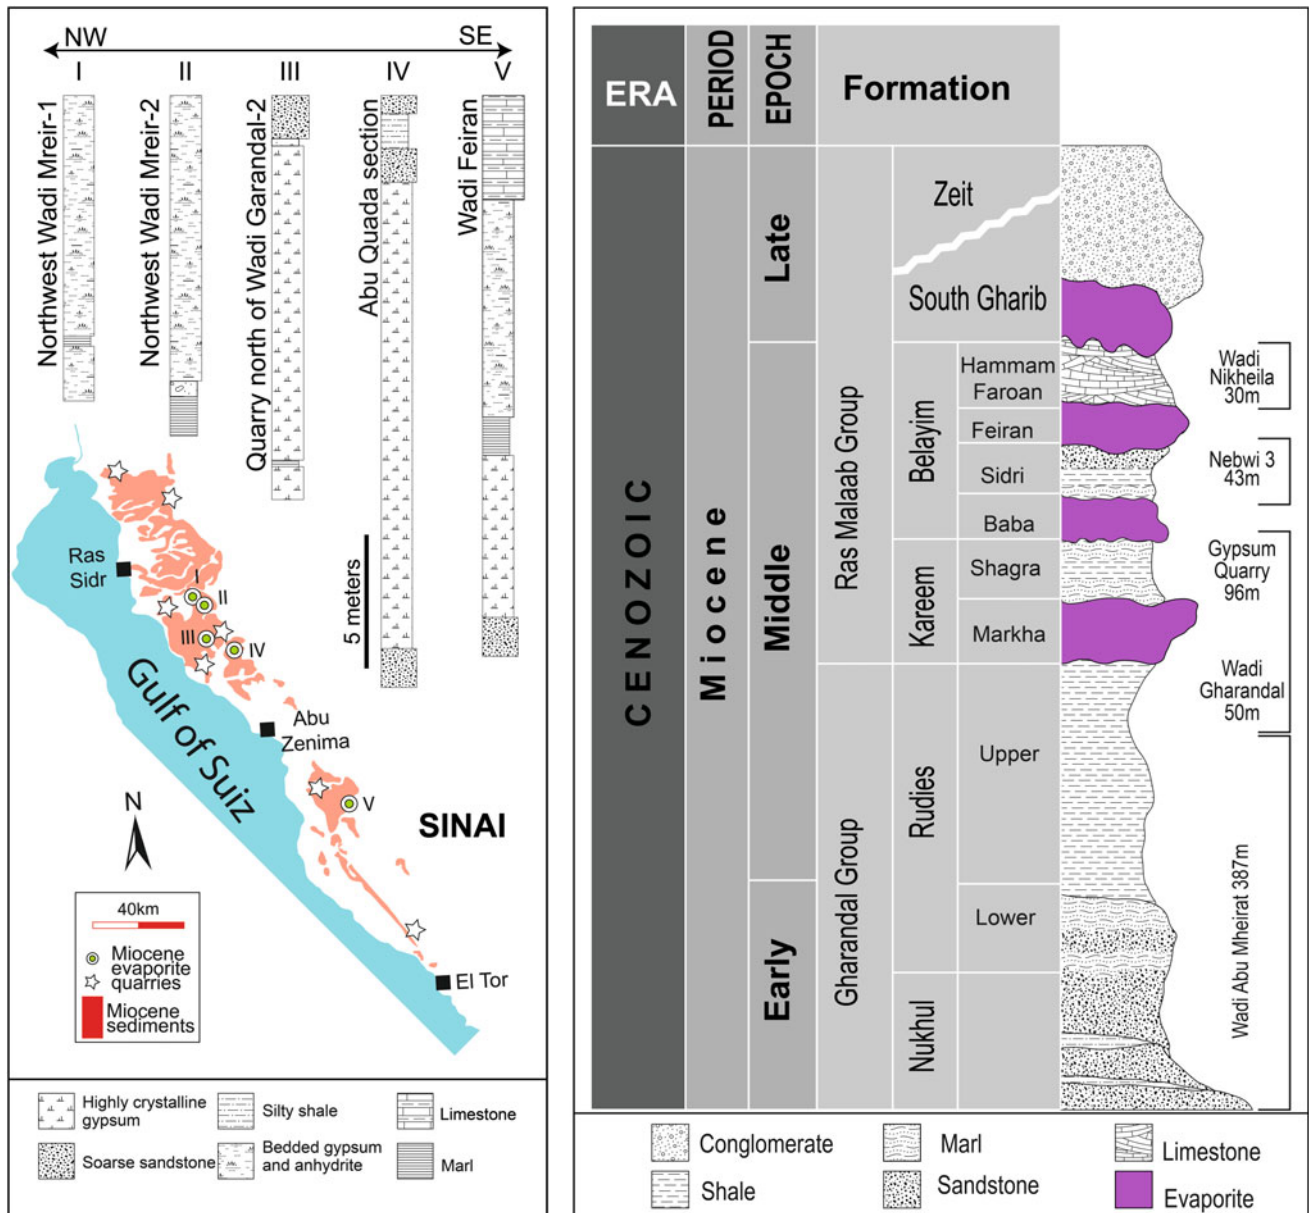 NW
SE
I
II
III
IV
V
Northwest Wadi Mreir-1
Northwest Wadi Mreir-2
Quarry north of Wadi Garandal-2
Abu Quada section
Wadi Feiran
5 meters
Ras
Sidr
I
II
III
IV
Gulf of Suiz
Abu
Zenima
V
N
SINAI
El Tor
40km
Miocene
evaporite
quarries
Miocene
sediments
Highly crystalline
gypsum
Silty shale
Limestone
Soarse sandstone
Bedded gypsum
and anhydrite
Marl
ERA
PERIOD
EPOCH
Formation
CENOZOIC
Miocene
Late
Middle
Early
Ras Malaab Group
Gharandal Group
Zeit
South Gharib
Belayim
Hammam
Faroan
Feiran
Sidri
Baba
Kareem
Shagra
Markha
Rudies
Upper
Lower
Nukhul
Wadi
Nikheila
30m
Nebwi 3
43m
Gypsum
Quarry
96m
Wadi
Gharandal
50m
Wadi Abu Mheirat 387m
Conglomerate
Marl
Limestone
Shale
Sandstone
Evaporite